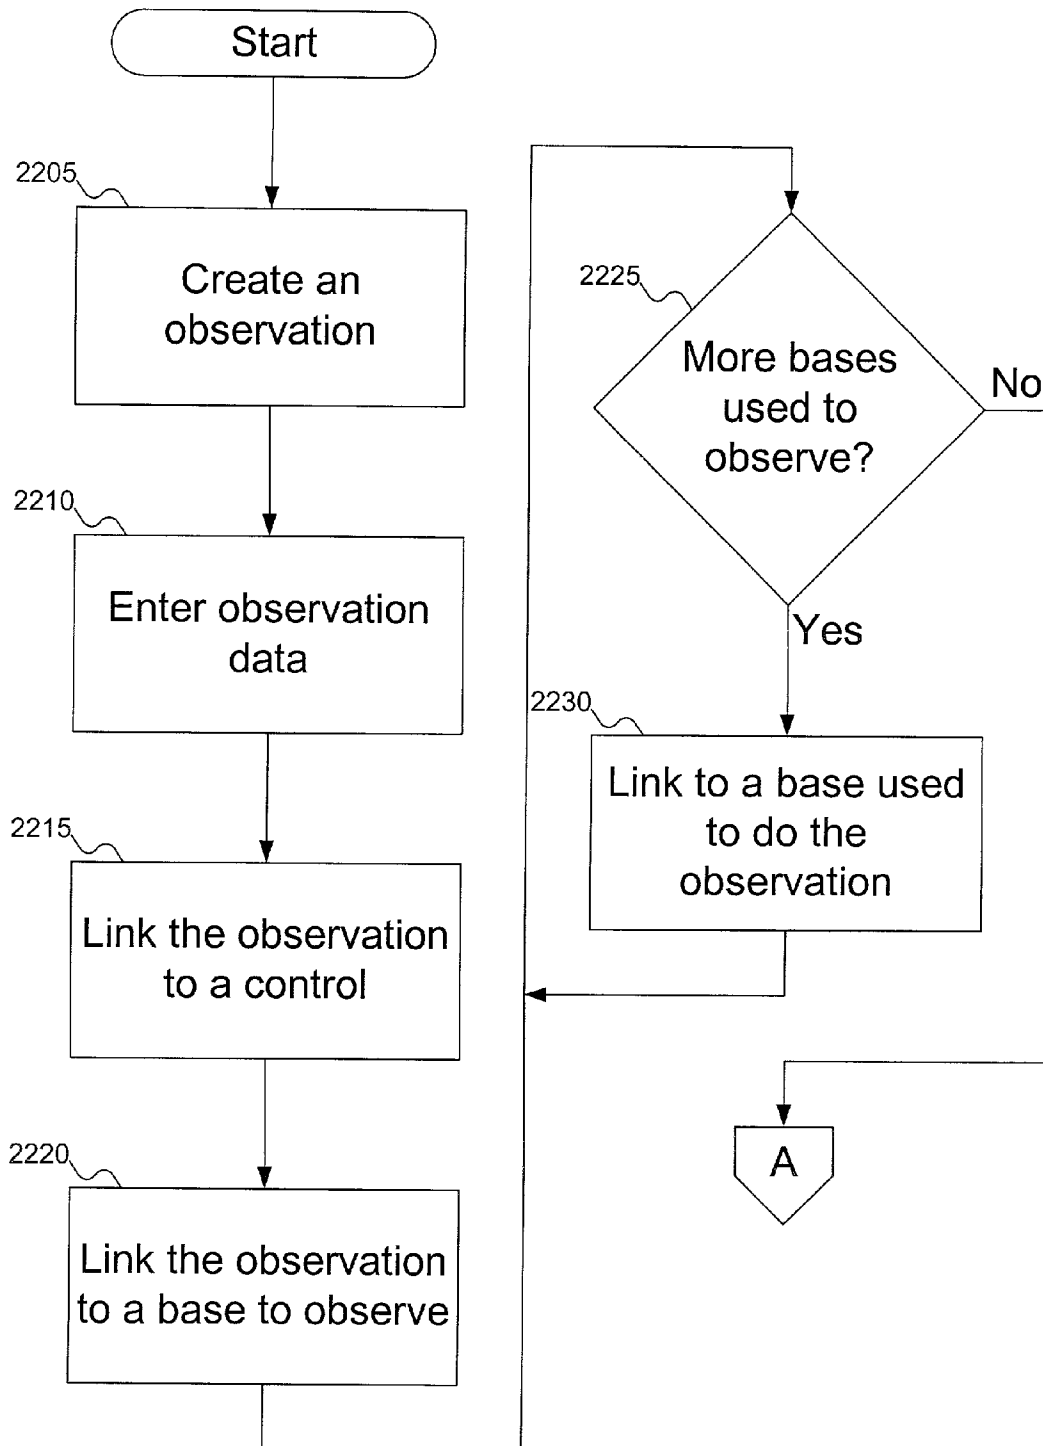 Start
2205
Create an
observation
2210
Enter observation
data
2215
Link the observation
to a control
2220
Link the observation
to a base to observe
2225
More bases
used to
observe?
No
Yes
2230
Link to a base used
to do the
observation
A